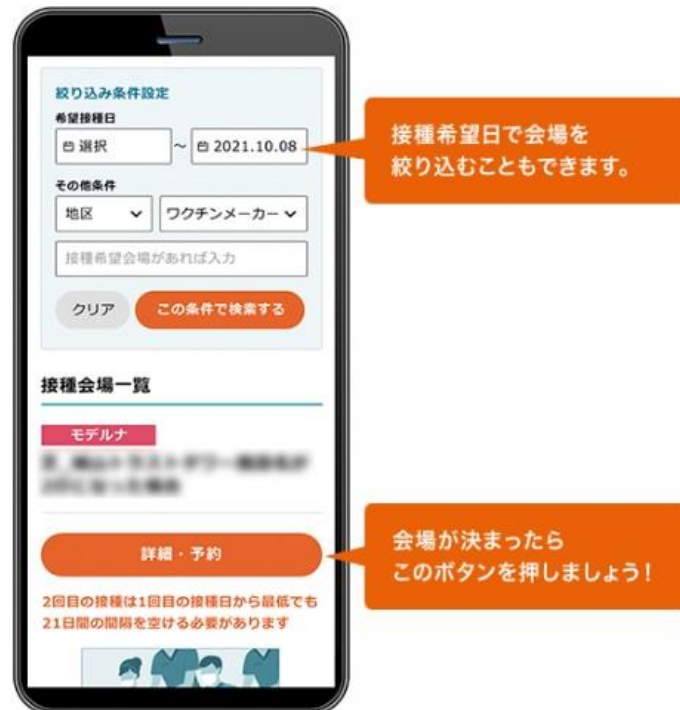 絞り込み条件設定
希望接種日
選択 ~ 2021.10.08
その他条件
地区 ワクチンメーカー
接種希望会場があれば入力
クリア この条件で検索する
接種会場一覧
モデルナ
詳細・予約
2回目の接種は1回目の接種日から最低でも
21日間の間隔を空ける必要があります
接種希望日で会場を
絞り込むこともできます。
会場が決まったら
このボタンを押しましょう!